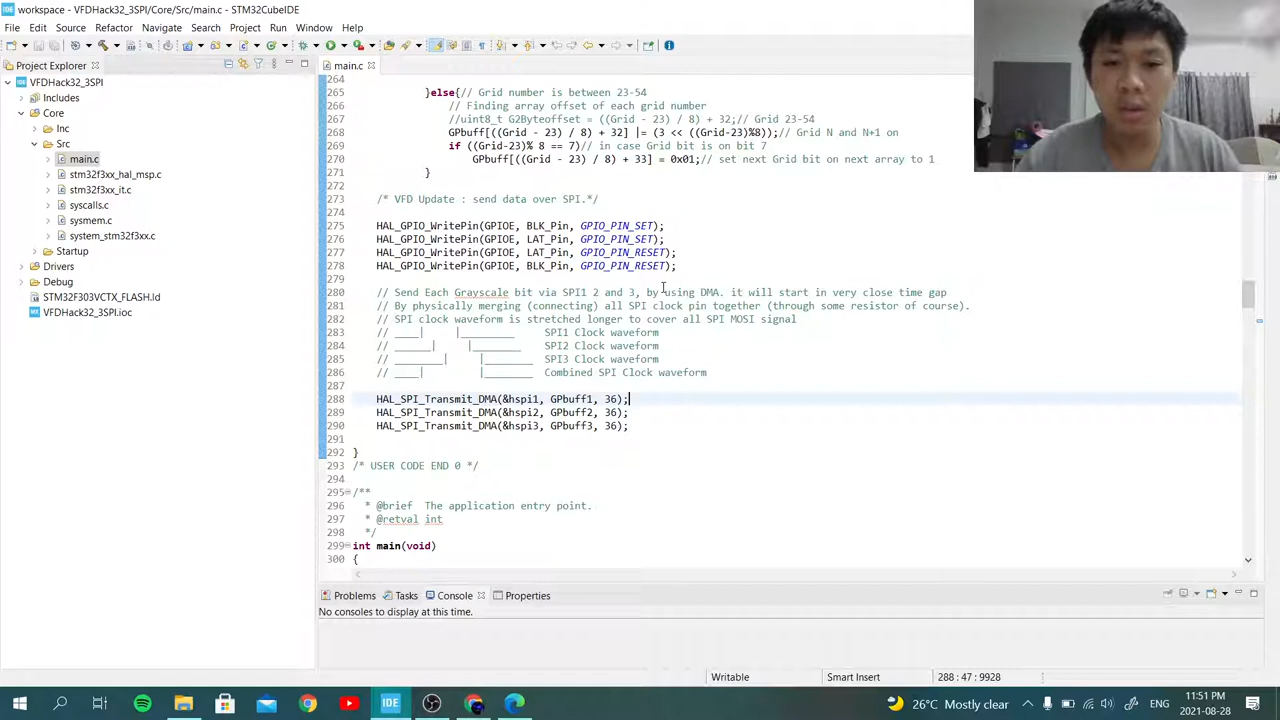 workspace - VFDHack32_3SPI/Core/Src/main.c - STM32CubeIDE
File Edit Source Refactor Navigate Search Project Run Window Help
Project Explorer
VFDHack32_3SPI
Includes
Core
Inc
Src
main.c
stm32f3xx_hal_msp.c
stm32f3xx_it.c
syscalls.c
sysmem.c
system_stm32f3xx.c
Startup
Drivers
Debug
STM32F303VCTX_FLASH.ld
VFDHack32_3SPI.ioc
main.c
264
265 }else{// Grid number is between 23-54
266 // Finding array offset of each grid number
267 //uint8_t G2Byteoffset = ((Grid - 23) / 8) + 32;// Grid 23-54
268 GPbuff[((Grid - 23) / 8) + 32] |= (3 << ((Grid-23)%8));// Grid N and N+1 on
269 if ((Grid-23)% 8 == 7)// in case Grid bit is on bit 7
270 GPbuff[((Grid - 23) / 8) + 33] = 0x01;// set next Grid bit on next array to 1
271 }
272
273 /* VFD Update : send data over SPI.*/
274
275 HAL_GPIO_WritePin(GPIOE, BLK_Pin, GPIO_PIN_SET);
276 HAL_GPIO_WritePin(GPIOE, LAT_Pin, GPIO_PIN_SET);
277 HAL_GPIO_WritePin(GPIOE, LAT_Pin, GPIO_PIN_RESET);
278 HAL_GPIO_WritePin(GPIOE, BLK_Pin, GPIO_PIN_RESET);
279
280 // Send Each Grayscale bit via SPI1 2 and 3, by using DMA. it will start in very close time gap
281 // By physically merging (connecting) all SPI clock pin together (through some resistor of course).
282 // SPI clock waveform is stretched longer to cover all SPI MOSI signal
283 // ____| |_________ SPI1 Clock waveform
284 // ______| |________ SPI2 Clock waveform
285 // ________| |________ SPI3 Clock waveform
286 // ____| |________ Combined SPI Clock waveform
287
288 HAL_SPI_Transmit_DMA(&hspi1, GPbuff1, 36);
289 HAL_SPI_Transmit_DMA(&hspi2, GPbuff2, 36);
290 HAL_SPI_Transmit_DMA(&hspi3, GPbuff3, 36);
291
292 }
293 /* USER CODE END 0 */
294
295 /**
296 * @brief The application entry point.
297 * @retval int
298 */
299 int main(void)
300 {
Problems Tasks Console Properties
No consoles to display at this time.
Writable Smart Insert 288 : 47 : 9928
IDE 26°C Mostly clear ENG 11:51 PM
2021-08-28